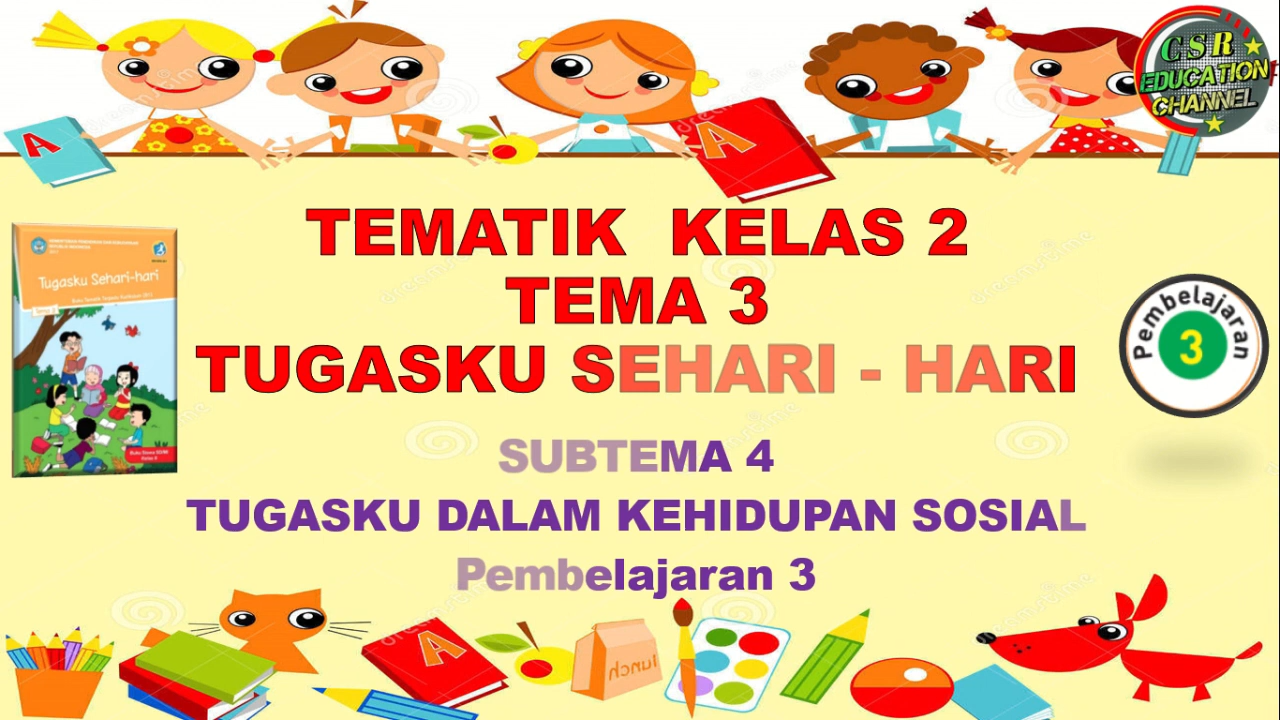 CSR
EDUCATION
CHANNEL
A
A
TEMATIK KELAS 2
TEMA 3
TUGASKU SEHARI - HARI
Tugasku Sehari-hari
Pembelajaran
3
SUBTEMA 4
TUGASKU DALAM KEHIDUPAN SOSIAL
Pembelajaran 3
A
lunch
dreamstime